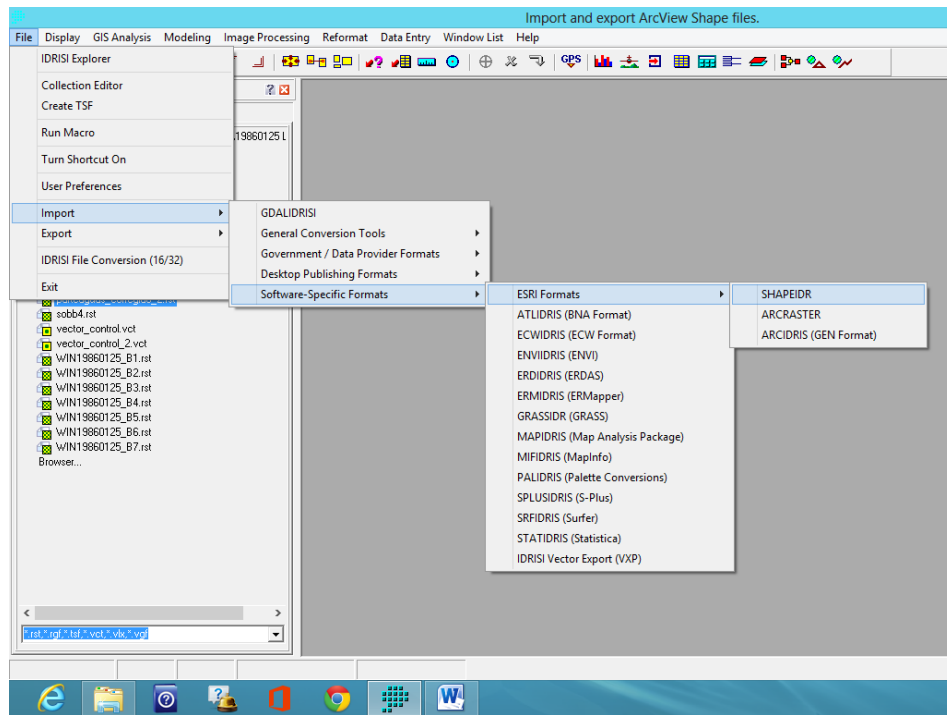 Import and export ArcView Shape files.
File Display GIS Analysis Modeling Image Processing Reformat Data Entry Window List Help
IDRISI Explorer
Collection Editor
Create TSF
Run Macro
19860125 L
Turn Shortcut On
User Preferences
Import
Export
IDRISI File Conversion (16/32)
Exit
GDALIDRISI
General Conversion Tools
Government / Data Provider Formats
Desktop Publishing Formats
Software-Specific Formats
ESRI Formats
ATLIDRIS (BNA Format)
ECWIDRIS (ECW Format)
ENVIIDRIS (ENVI)
ERDIDRIS (ERDAS)
ERMIDRIS (ERMapper)
GRASSIDR (GRASS)
MAPIDRIS (Map Analysis Package)
MIFIDRIS (MapInfo)
PALIDRIS (Palette Conversions)
SPLUSIDRIS (S-Plus)
SRFIDRIS (Surfer)
STATIDRIS (Statistica)
IDRISI Vector Export (VXP)
SHAPEIDR
ARCRASTER
ARCIDRIS (GEN Format)
sobb4.rst
vector_control.vct
vector_control_2.vct
WIN19860125_B1.rst
WIN19860125_B2.rst
WIN19860125_B3.rst
WIN19860125_B4.rst
WIN19860125_B5.rst
WIN19860125_B6.rst
WIN19860125_B7.rst
Browser...
*.rst,*.rgf,*.tsf,*.vct,*.vlx,*.vgf
GPS